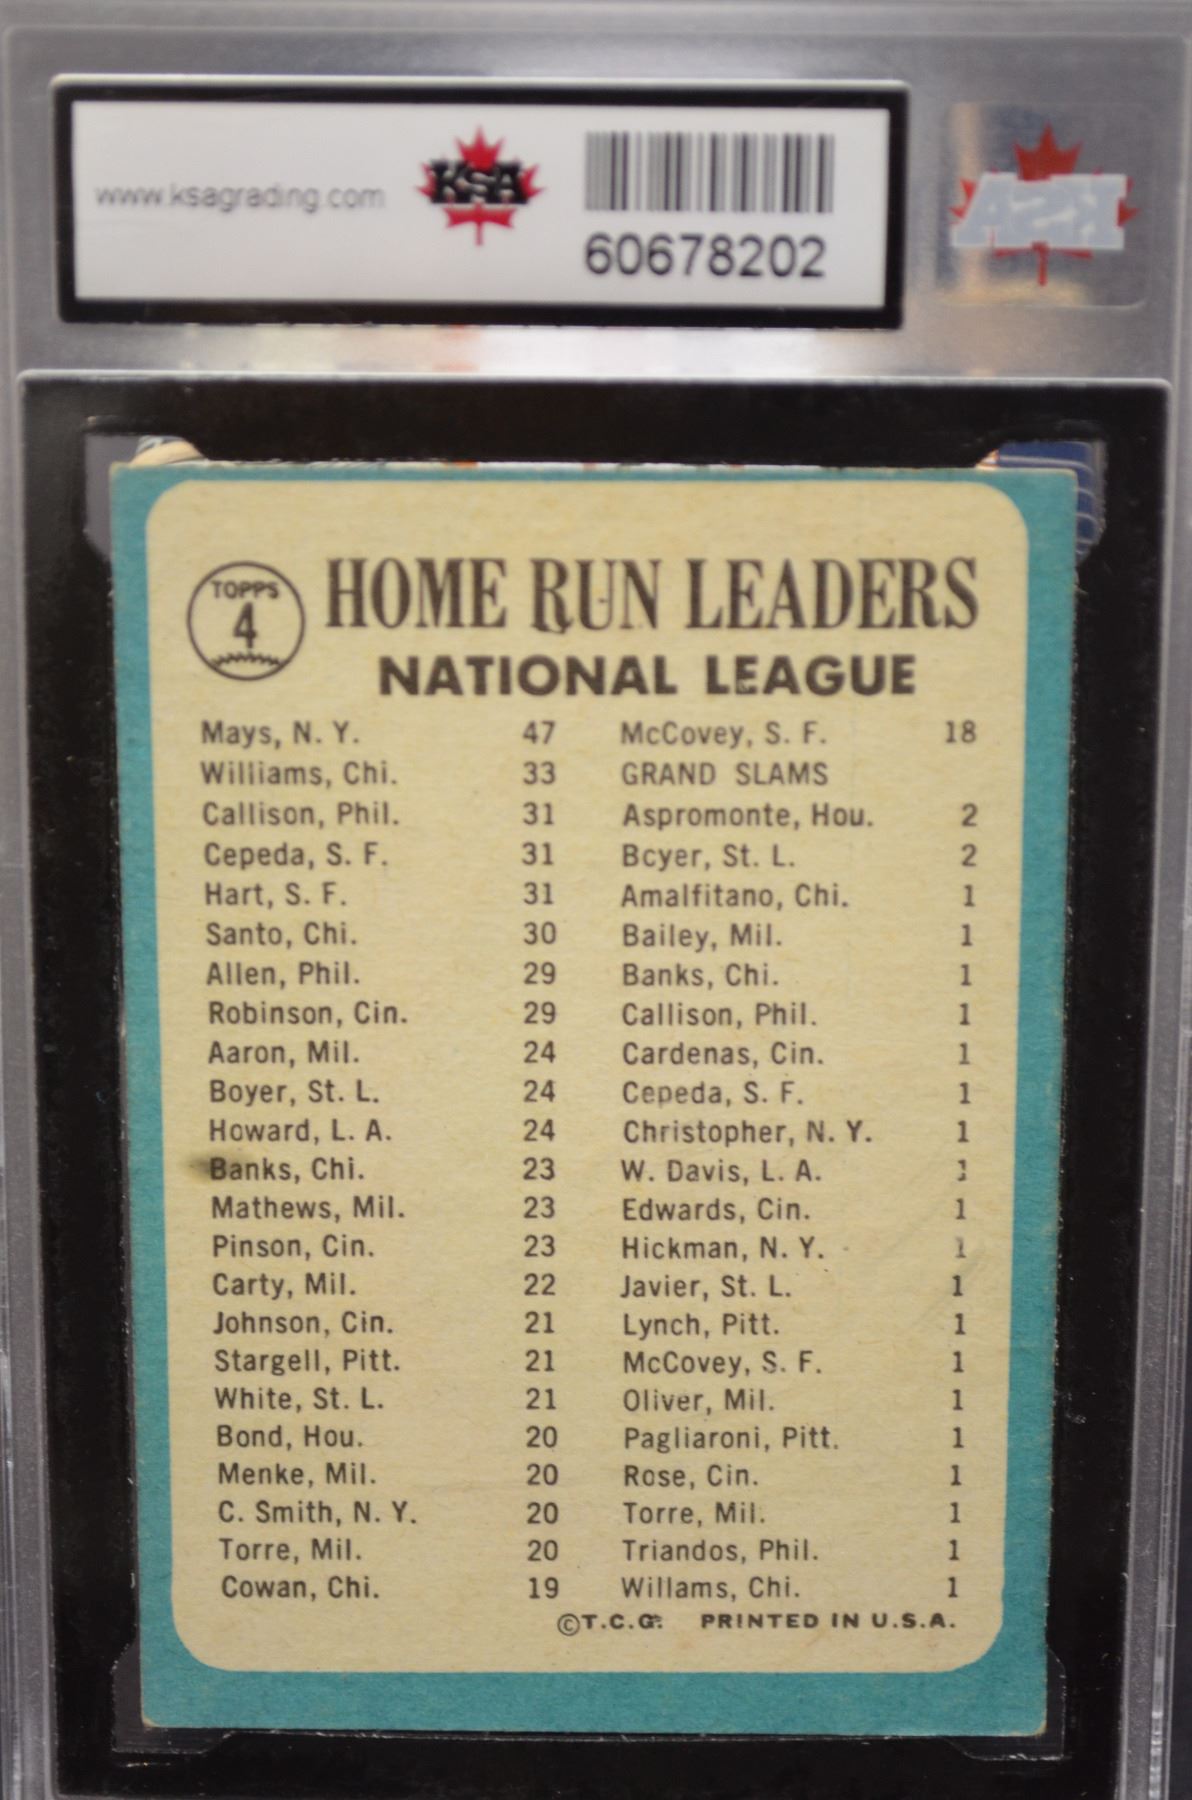 www.ksagrading.com
KSA
60678202
KSA
TOPPS
4
HOME RUN LEADERS
NATIONAL LEAGUE
Mays, N. Y. 47
Williams, Chi. 33
Callison, Phil. 31
Cepeda, S. F. 31
Hart, S. F. 31
Santo, Chi. 30
Allen, Phil. 29
Robinson, Cin. 29
Aaron, Mil. 24
Boyer, St. L. 24
Howard, L. A. 24
Banks, Chi. 23
Mathews, Mil. 23
Pinson, Cin. 23
Carty, Mil. 22
Johnson, Cin. 21
Stargell, Pitt. 21
White, St. L. 21
Bond, Hou. 20
Menke, Mil. 20
C. Smith, N. Y. 20
Torre, Mil. 20
Cowan, Chi. 19
McCovey, S. F. 18
GRAND SLAMS
Aspromonte, Hou. 2
Boyer, St. L. 2
Amalfitano, Chi. 1
Bailey, Mil. 1
Banks, Chi. 1
Callison, Phil. 1
Cardenas, Cin. 1
Cepeda, S. F. 1
Christopher, N. Y. 1
W. Davis, L. A. 1
Edwards, Cin. 1
Hickman, N. Y. 1
Javier, St. L. 1
Lynch, Pitt. 1
McCovey, S. F. 1
Oliver, Mil. 1
Pagliaroni, Pitt. 1
Rose, Cin. 1
Torre, Mil. 1
Triandos, Phil. 1
Willams, Chi. 1
©T.C.G. PRINTED IN U.S.A.